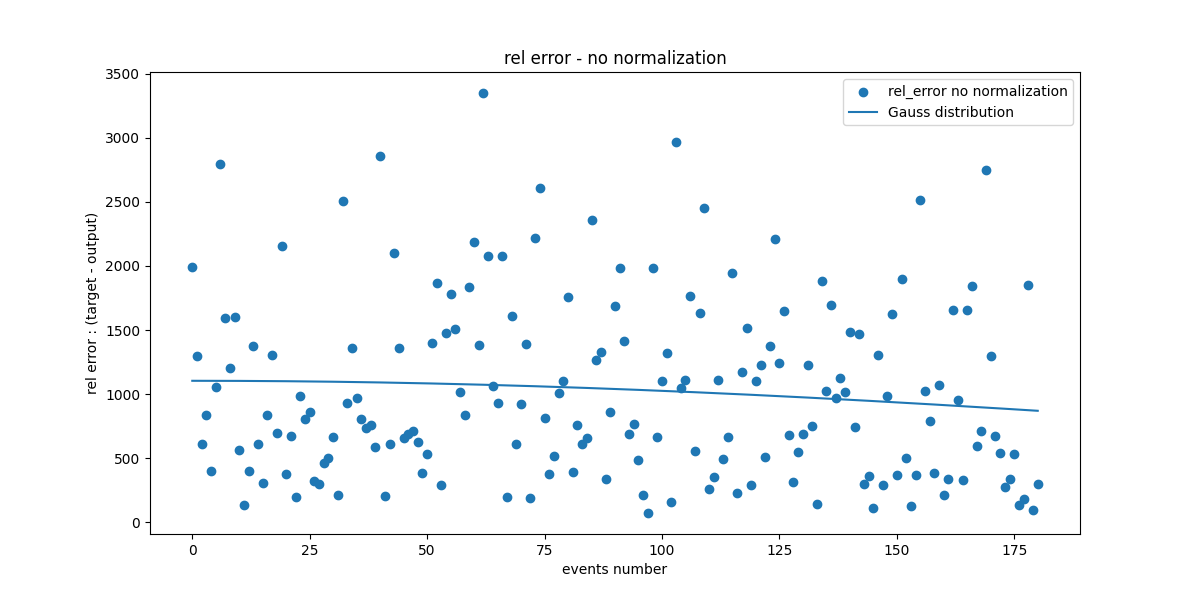 rel error - no normalization
rel_error no normalization
Gauss distribution
rel error : (target - output)
3500
3000
2500
2000
1500
1000
500
0
0 25 50 75 100 125 150 175
events number